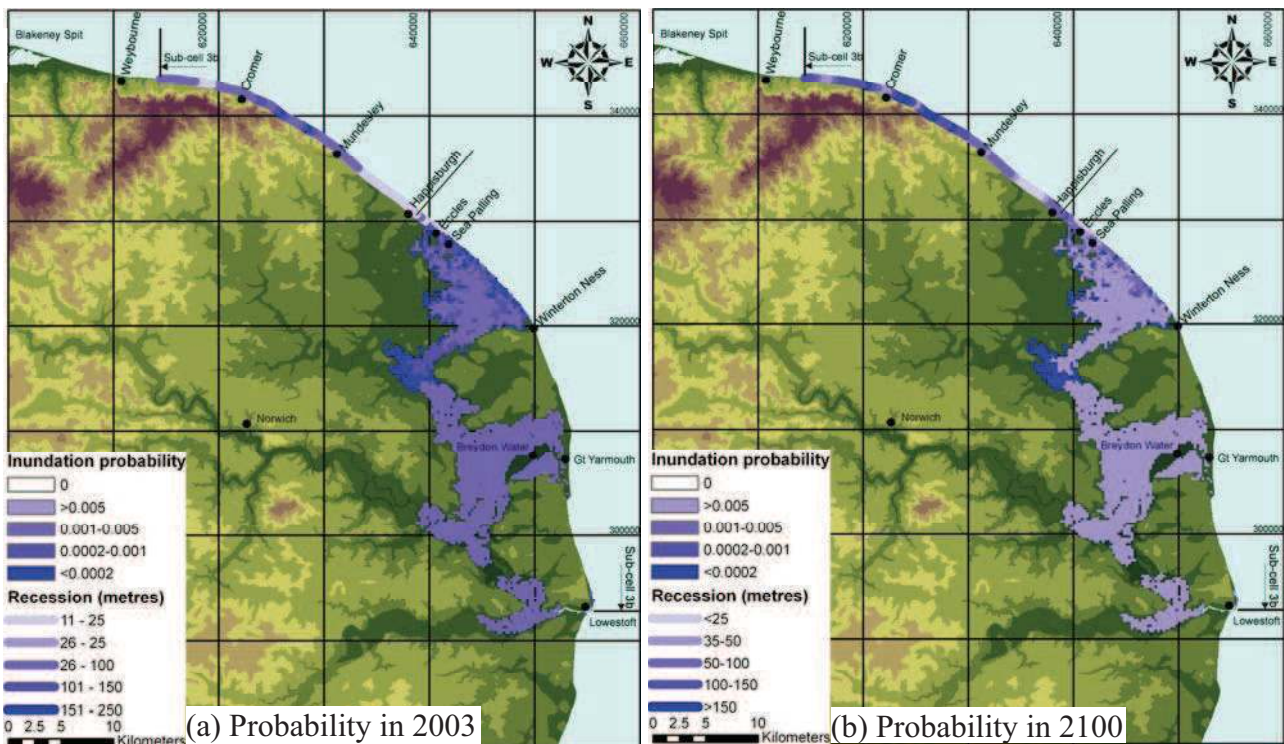 Blakeney Spit
Weybourne
620000
Sub-cell 3b
Cromer
640000
660000
N
W E
S
340000
Mundesley
Happisburgh
Eccles
Sea Palling
Winterton Ness
320000
Norwich
Breydon Water
Gt Yarmouth
300000
Sub-cell 3b
Lowestoft
Inundation probability
0
>0.005
0.001-0.005
0.0002-0.001
<0.0002
Recession (metres)
11 - 25
26 - 25
26 - 100
101 - 150
151 - 250
0 2.5 5 10
Kilometers
(a) Probability in 2003
Blakeney Spit
Weybourne
620000
Sub-cell 3b
Cromer
640000
660000
N
W E
S
340000
Mundesley
Happisburgh
Eccles
Sea Palling
Winterton Ness
320000
Norwich
Breydon Water
Gt Yarmouth
300000
Sub-cell 3b
Lowestoft
Inundation probability
0
>0.005
0.001-0.005
0.0002-0.001
<0.0002
Recession (metres)
<25
35-50
50-100
100-150
>150
0 2.5 5 10
Kilometers
(b) Probability in 2100